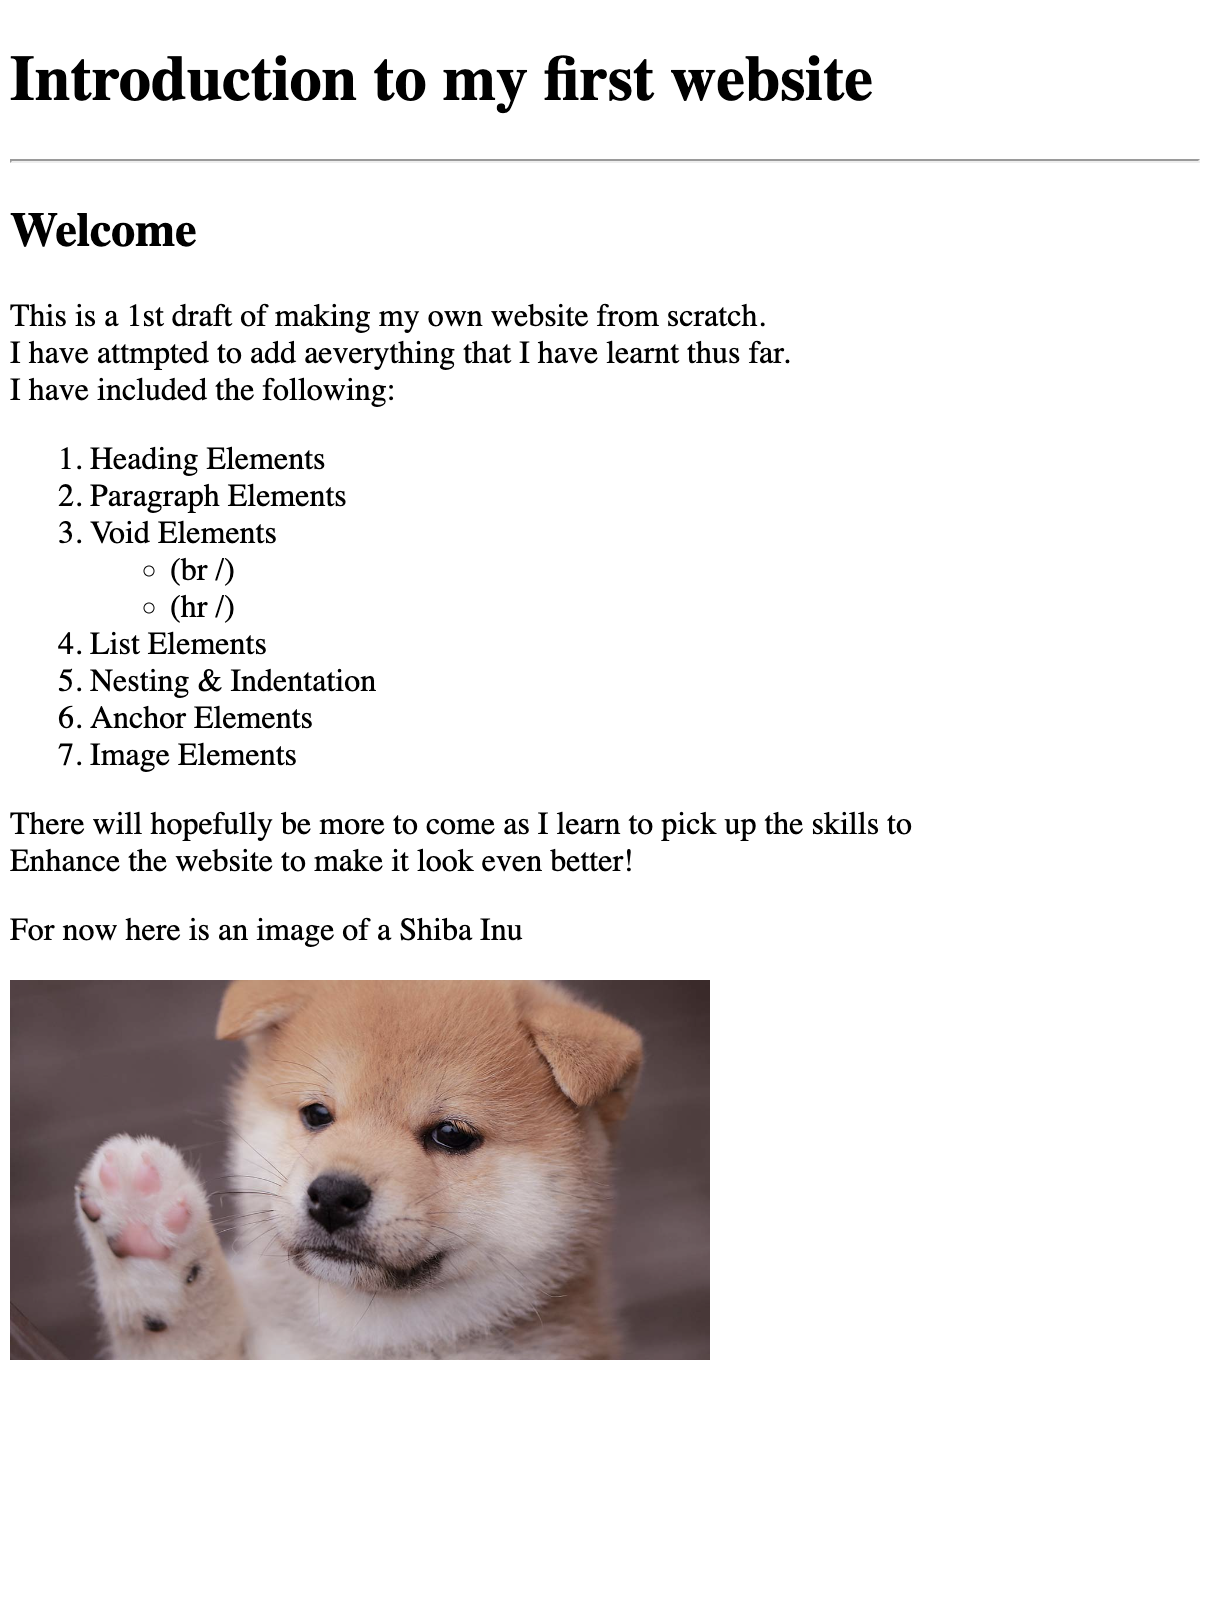 Introduction to my first website
Welcome
This is a 1st draft of making my own website from scratch.
I have attmpted to add aeverything that I have learnt thus far.
I have included the following:
1. Heading Elements
2. Paragraph Elements
3. Void Elements
○ (br /)
○ (hr /)
4. List Elements
5. Nesting & Indentation
6. Anchor Elements
7. Image Elements
There will hopefully be more to come as I learn to pick up the skills to
Enhance the website to make it look even better!
For now here is an image of a Shiba Inu